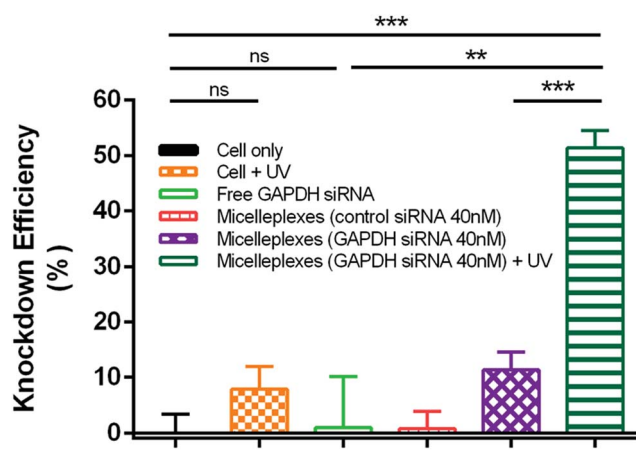 ***
ns
**
ns
***
60
50
40
30
20
10
0
Knockdown Efficiency
(%)
Cell only
Cell + UV
Free GAPDH siRNA
Micelleplexes (control siRNA 40nM)
Micelleplexes (GAPDH siRNA 40nM)
Micelleplexes (GAPDH siRNA 40nM) + UV